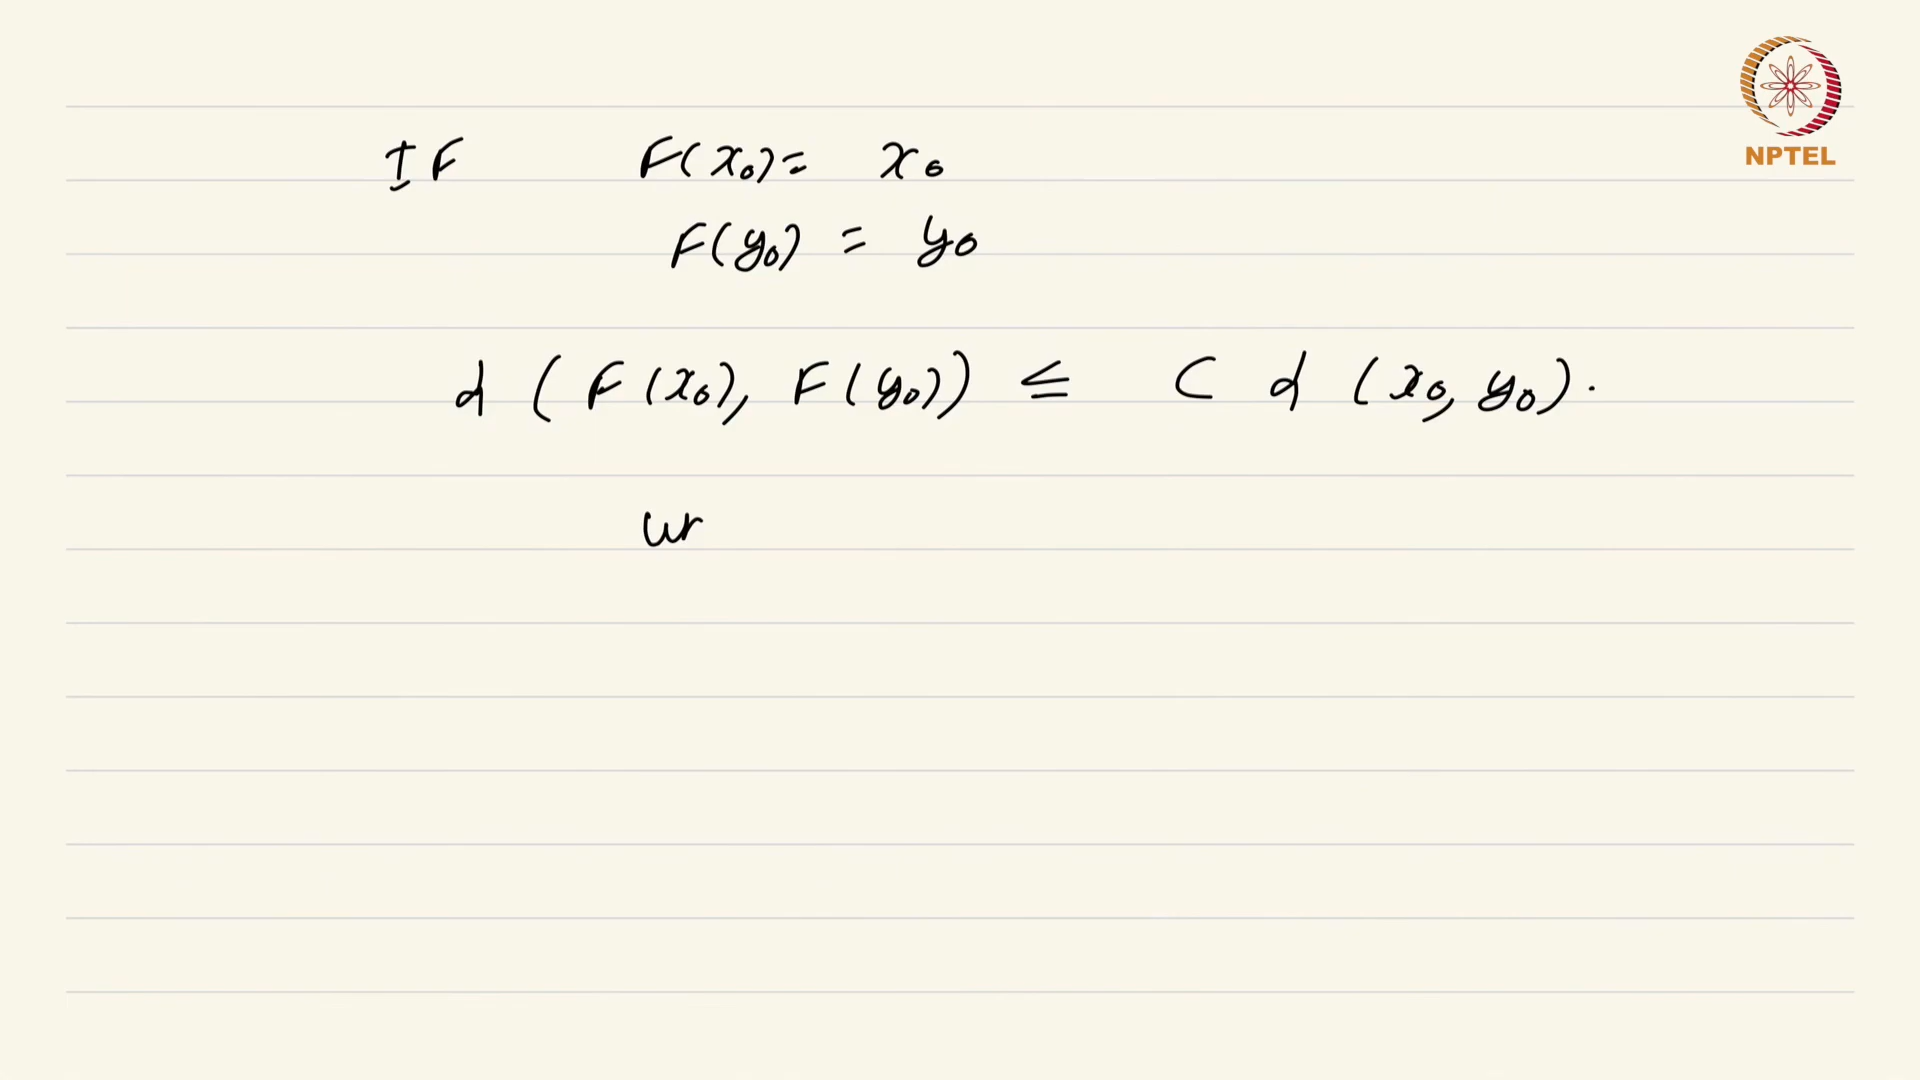 IF F(x₀) = x₀
F(y₀) = y₀
d (F(x₀), F(y₀)) ≤ C d (x₀, y₀).
wr
NPTEL